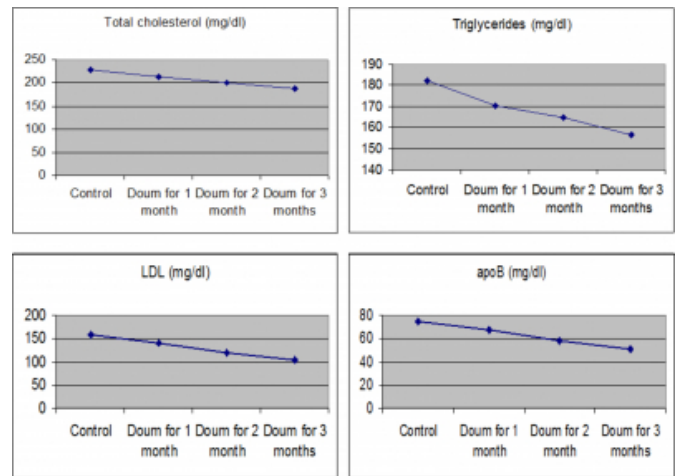 Total cholesterol (mg/dl)
250
200
150
100
50
0
Control Doum for 1 Doum for 2 Doum for 3
month month months
Triglycerides (mg/dl)
190
180
170
160
150
140
Control Doum for 1 Doum for 2 Doum for 3
month month months
LDL (mg/dl)
200
150
100
50
0
Control Doum for 1 Doum for 2 Doum for 3
month month months
apoB (mg/dl)
80
60
40
20
0
Control Doum for 1 Doum for 2 Doum for 3
month month months